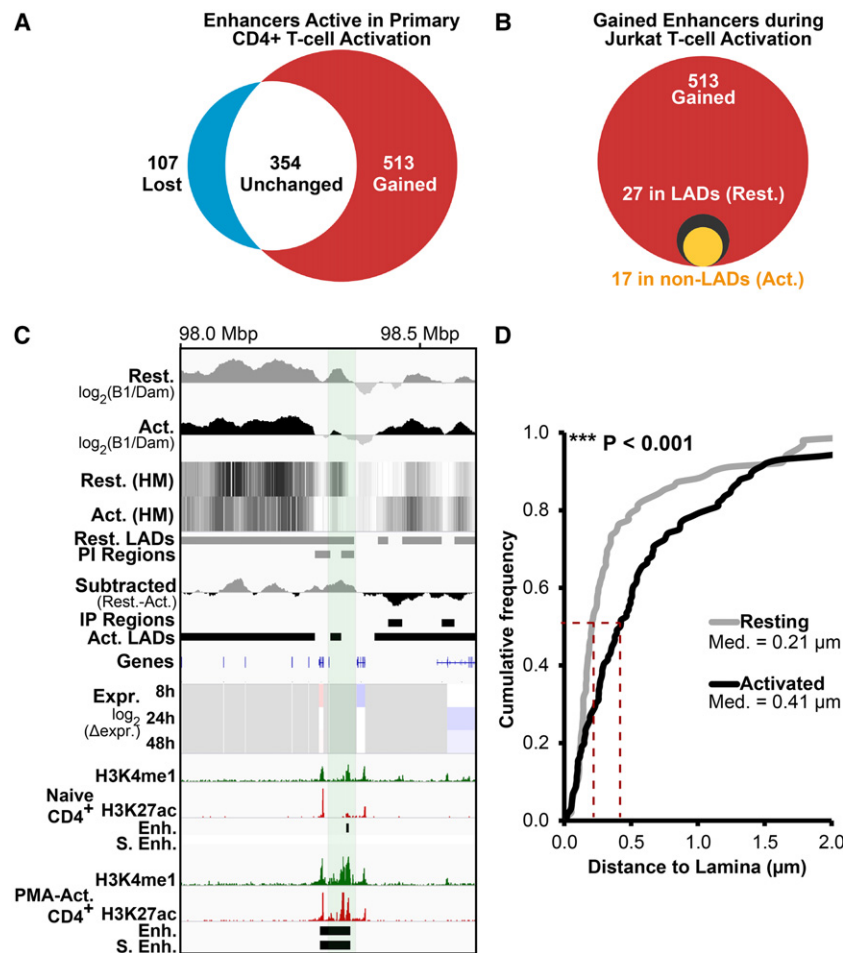 A
Enhancers Active in Primary
CD4+ T-cell Activation
107
Lost
354
Unchanged
513
Gained
B
Gained Enhancers during
Jurkat T-cell Activation
513
Gained
27 in LADs (Rest.)
17 in non-LADs (Act.)
C
98.0 Mbp
98.5 Mbp
Rest.
log2(B1/Dam)
Act.
log2(B1/Dam)
Rest. (HM)
Act. (HM)
Rest. LADs
PI Regions
Subtracted
(Rest.-Act.)
IP Regions
Act. LADs
Genes
Expr.
log2
(Δexpr.)
8h
24h
48h
H3K4me1
Naive
CD4+
H3K27ac
Enh.
S. Enh.
H3K4me1
PMA-Act.
CD4+
H3K27ac
Enh.
S. Enh.
D
*** P < 0.001
Cumulative frequency
1.0
0.8
0.6
0.4
0.2
0.0
Resting
Med. = 0.21 µm
Activated
Med. = 0.41 µm
0.0 0.5 1.0 1.5 2.0
Distance to Lamina (µm)